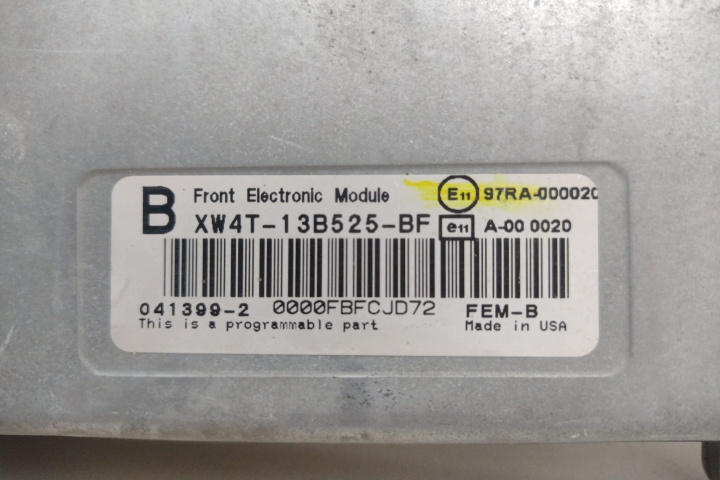 B Front Electronic Module E11 97RA-000020
XW4T-13B525-BF e11 A-00 0020
041399-2 0000FBFCJD72 FEM-B
This is a programmable part Made in USA